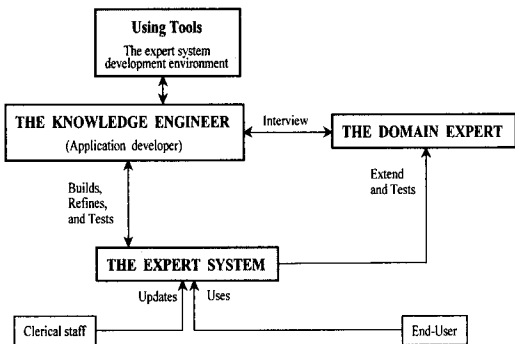 Using Tools
The expert system
development environment
THE KNOWLEDGE ENGINEER
(Application developer)
Interview
THE DOMAIN EXPERT
Builds,
Refines,
and Tests
Extend
and Tests
THE EXPERT SYSTEM
Updates
Uses
Clerical staff
End-User